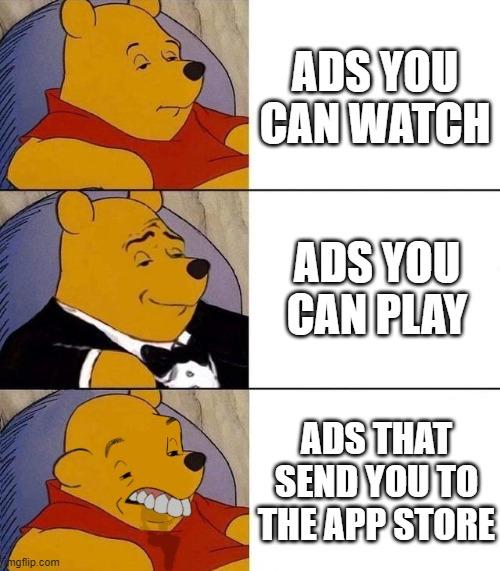 ADS YOU
CAN WATCH
ADS YOU
CAN PLAY
ADS THAT
SEND YOU TO
THE APP STORE
imgflip.com